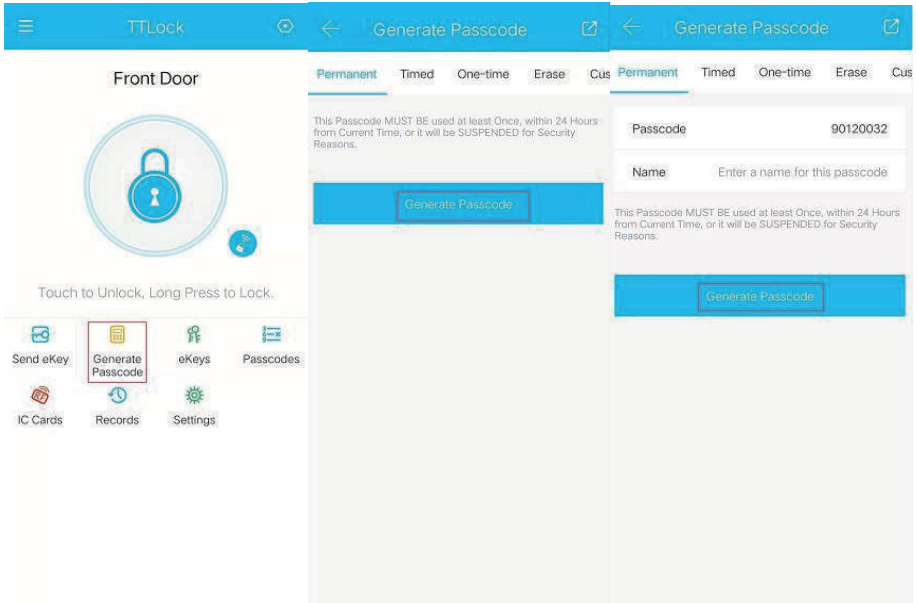 TTLock
Front Door
Touch to Unlock, Long Press to Lock.
Send eKey
Generate
Passcode
eKeys
Passcodes
IC Cards
Records
Settings
Generate Passcode
Permanent Timed One-time Erase Cus
This Passcode MUST BE used at least Once, within 24 Hours
from Current Time, or it will be SUSPENDED for Security
Reasons.
Generate Passcode
Generate Passcode
Permanent Timed One-time Erase Cus
Passcode 90120032
Name Enter a name for this passcode
This Passcode MUST BE used at least Once, within 24 Hours
from Current Time, or it will be SUSPENDED for Security
Reasons.
Generate Passcode